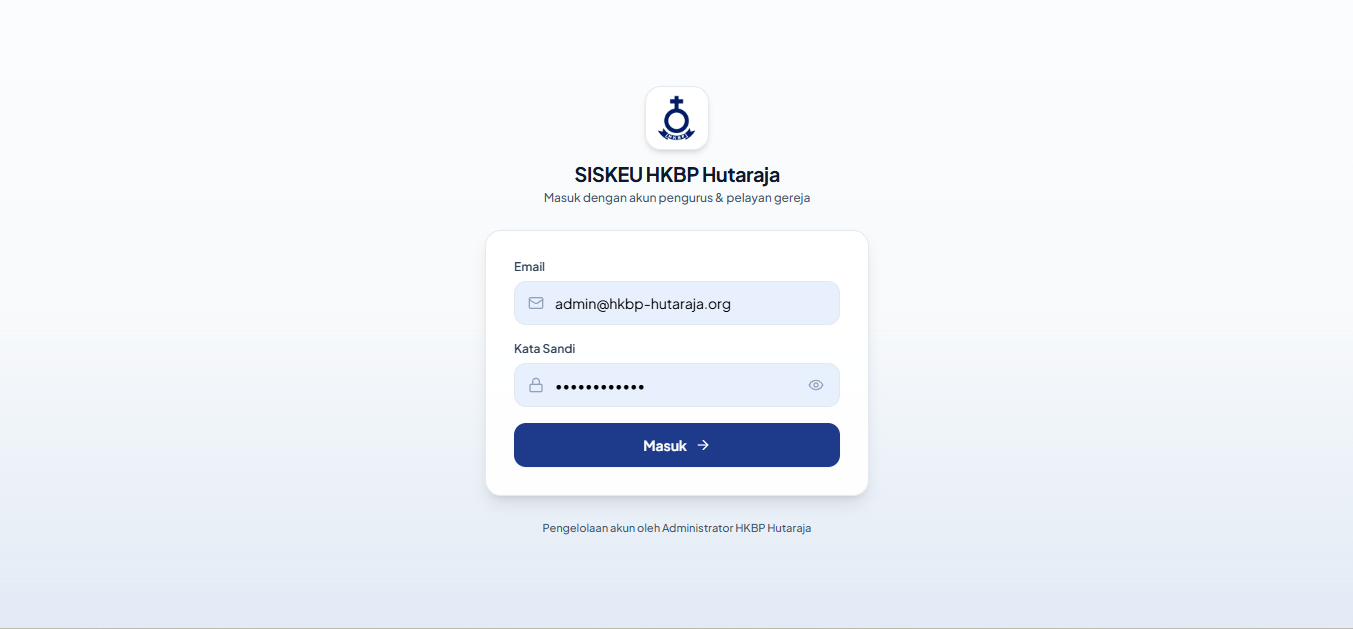 SISKEU HKBP Hutaraja
Masuk dengan akun pengurus & pelayan gereja
Email
admin@hkbp-hutaraja.org
Kata Sandi
••••••••••••
Masuk →
Pengelolaan akun oleh Administrator HKBP Hutaraja